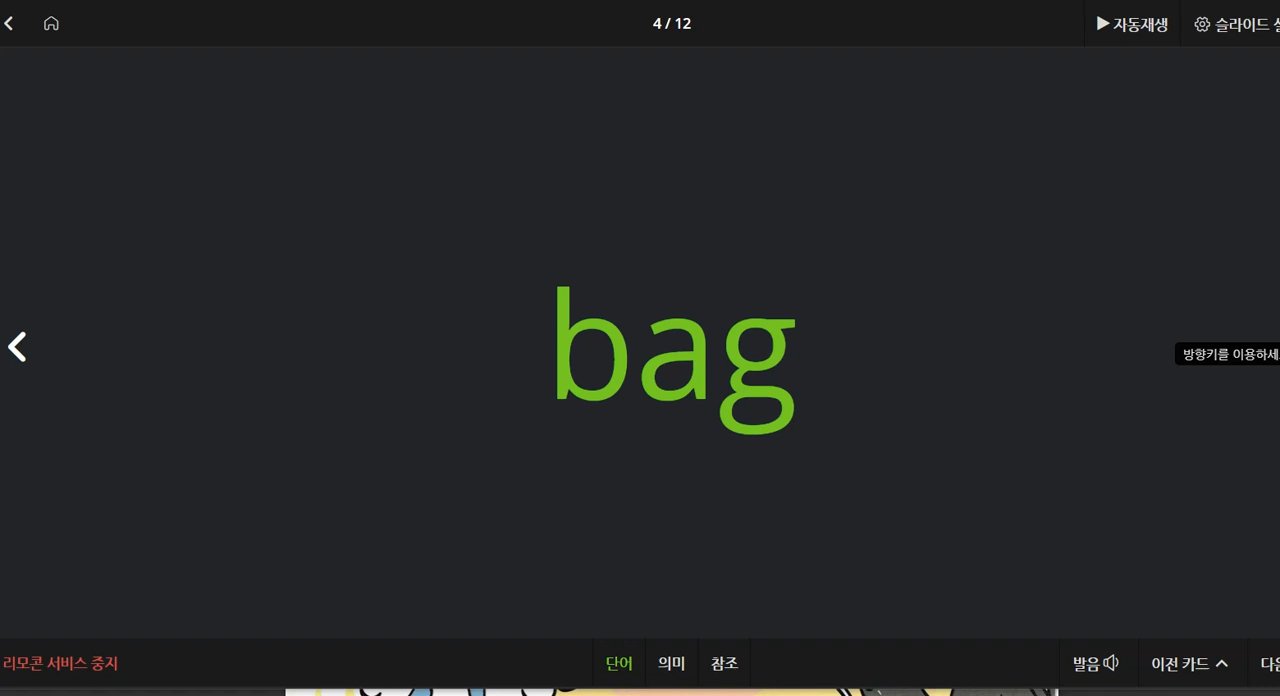 4 / 12
자동재생
슬라이드
bag
방향키를 이용하세
리모콘 서비스 중지
단어
의미
참조
발음
이전 카드